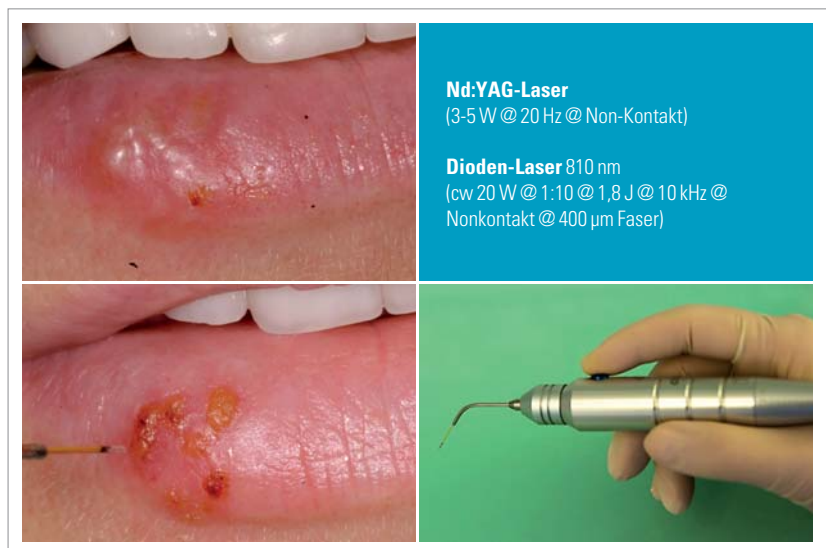 Nd:YAG-Laser
(3-5 W @ 20 Hz @ Non-Kontakt)
Dioden-Laser 810 nm
(cw 20 W @ 1:10 @ 1,8 J @ 10 kHz @
Nonkontakt @ 400 µm Faser)